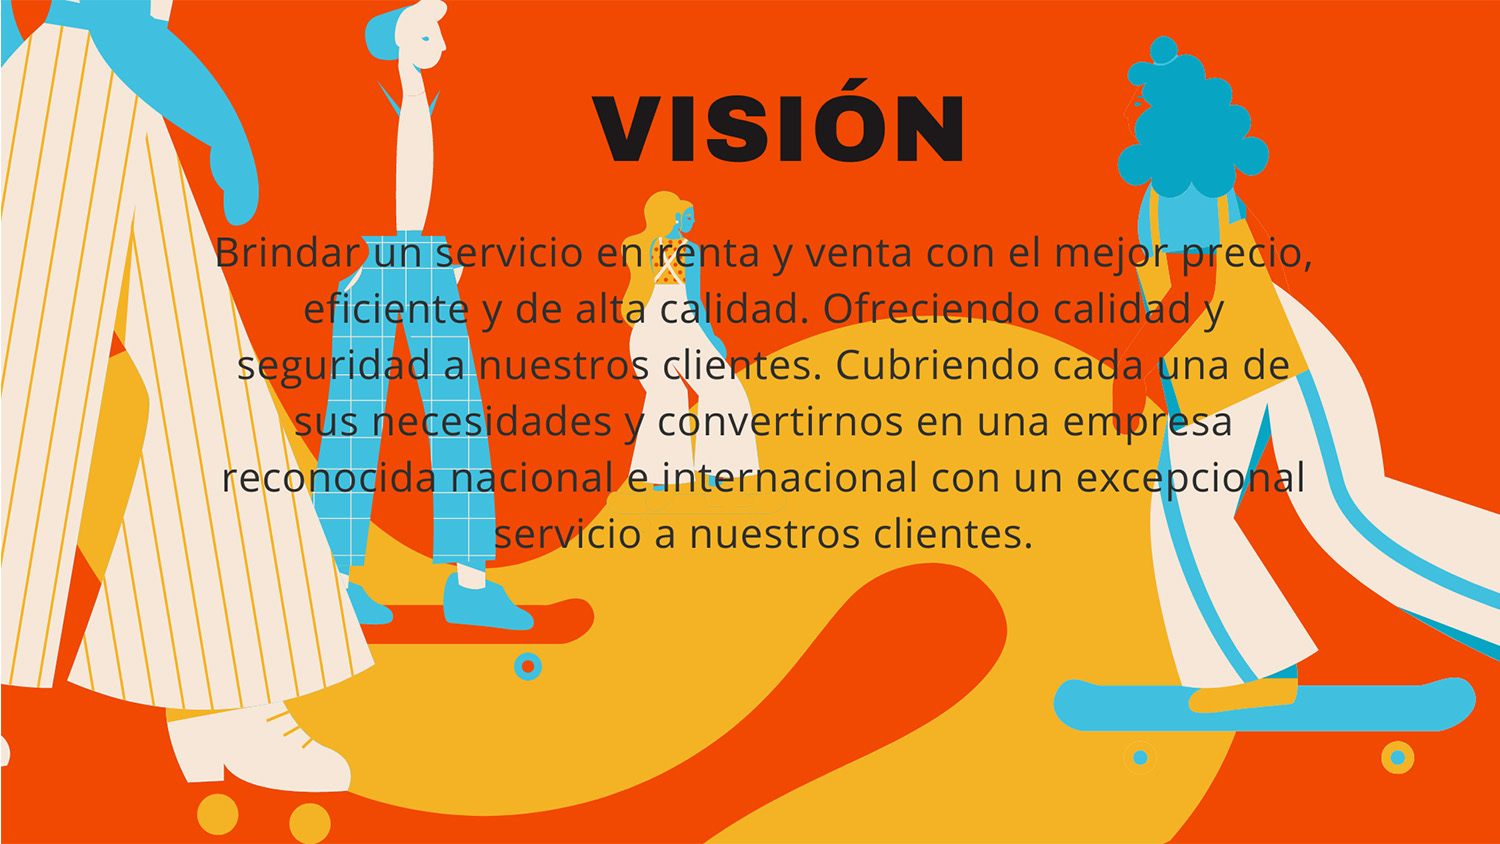 VISIÓN
Brindar un servicio en renta y venta con el mejor precio,
eficiente y de alta calidad. Ofreciendo calidad y
seguridad a nuestros clientes. Cubriendo cada una de
sus necesidades y convertirnos en una empresa
reconocida nacional e internacional con un excepcional
servicio a nuestros clientes.